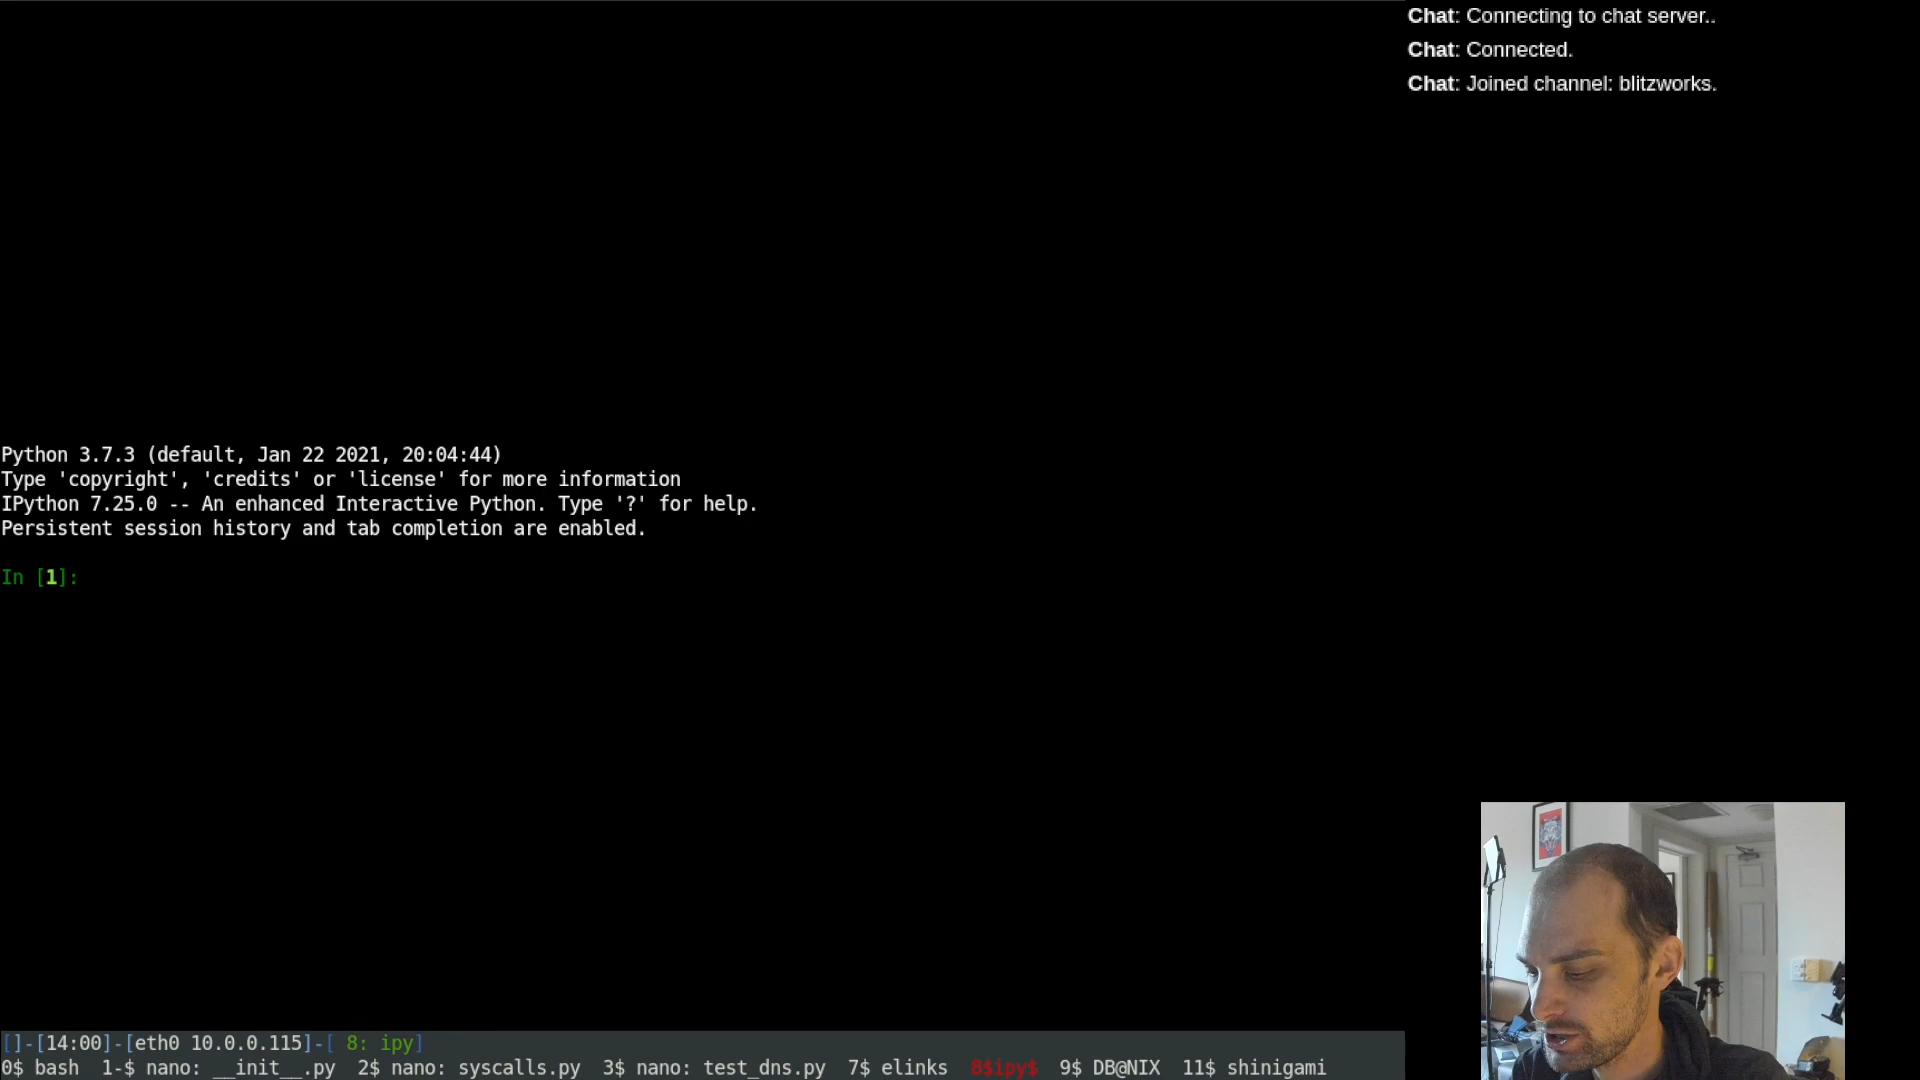 Chat: Connecting to chat server..
Chat: Connected.
Chat: Joined channel: blitzworks.
Python 3.7.3 (default, Jan 22 2021, 20:04:44)
Type 'copyright', 'credits' or 'license' for more information
IPython 7.25.0 -- An enhanced Interactive Python. Type '?' for help.
Persistent session history and tab completion are enabled.
In [1]:
[]-[14:00]-[eth0 10.0.0.115]-[ 8: ipy]
0$ bash  1-$ nano: __init__.py  2$ nano: syscalls.py  3$ nano: test_dns.py  7$ elinks  8$ipy$  9$ DB@NIX  11$ shinigami